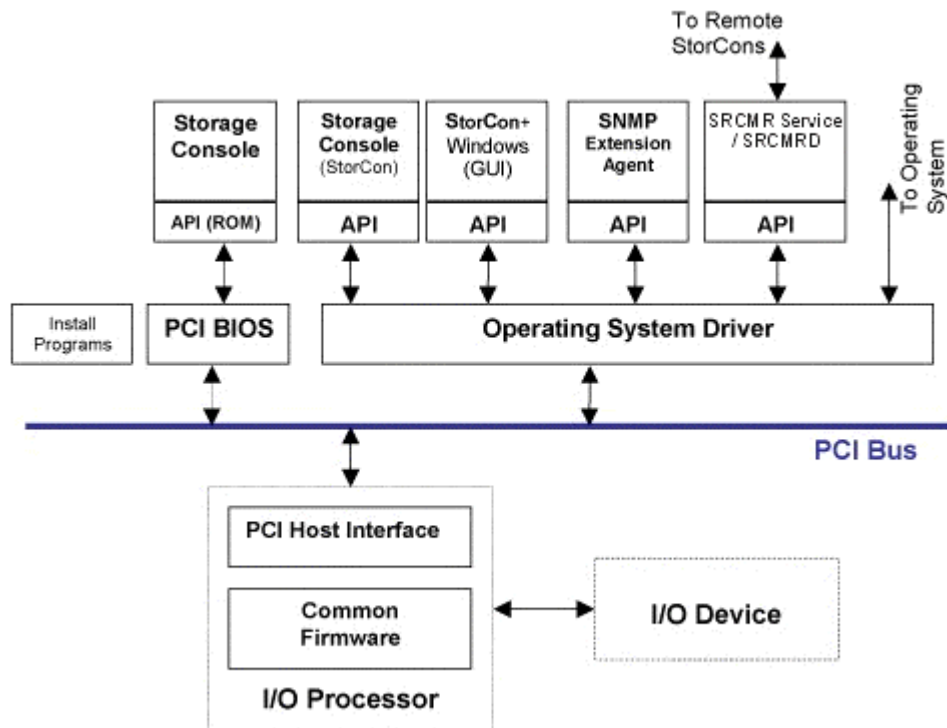 To Remote
StorCons
Storage
Console
API (ROM)
Storage
Console
(StorCon)
API
StorCon+
Windows
(GUI)
API
SNMP
Extension
Agent
API
SRCMR Service
/ SRCMRD
API
To Operating
System
Install
Programs
PCI BIOS
Operating System Driver
PCI Bus
PCI Host Interface
Common
Firmware
I/O Processor
I/O Device